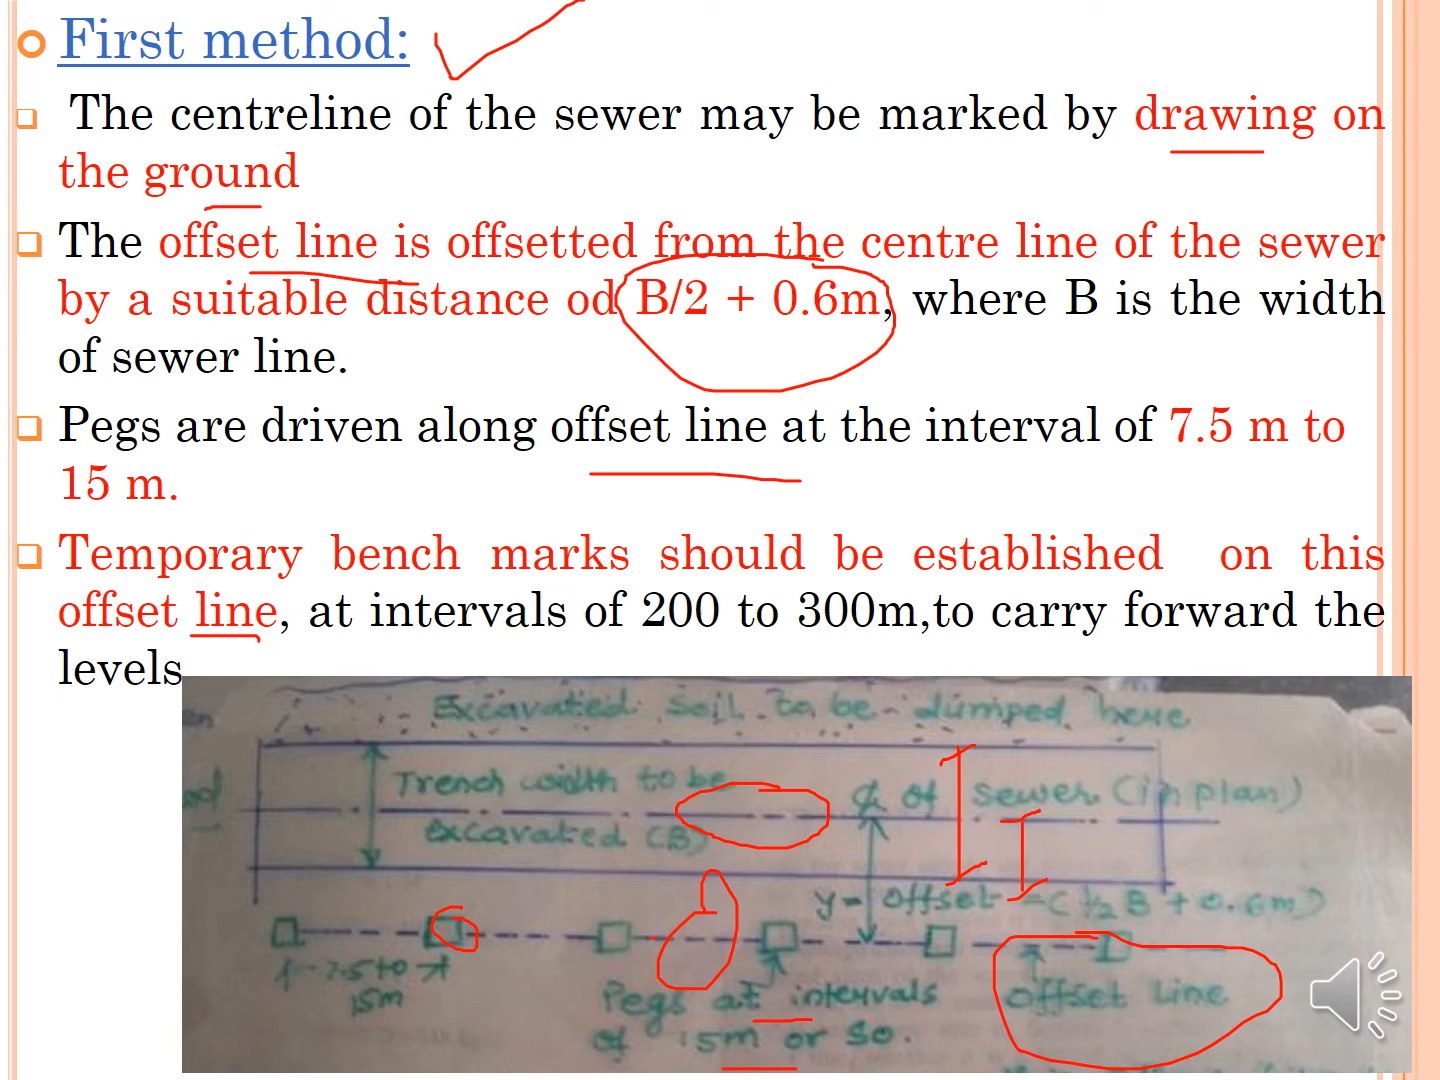 First method:
The centreline of the sewer may be marked by drawing on
the ground
The offset line is offsetted from the centre line of the sewer
by a suitable distance od B/2 + 0.6m, where B is the width
of sewer line.
Pegs are driven along offset line at the interval of 7.5 m to
15 m.
Temporary bench marks should be established on this
offset line, at intervals of 200 to 300m,to carry forward the
levels
Excavated soil to be dumped here
Trench width to be
℄ of sewer (in plan)
Excavated (B)
y = offset = (½ B + 0.6m)
7.5 to
15m
Pegs at intervals
offset Line
of 15m or so.